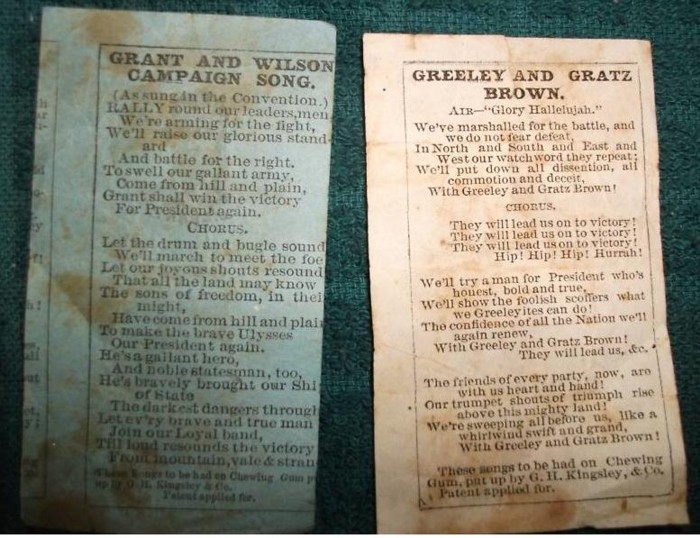 GRANT AND WILSON
CAMPAIGN SONG.
(As sung in the Convention.)
RALLY round our leaders, men
We're arming for the fight,
We'll raise our glorious stand-
ard
And battle for the right.
To swell our gallant army,
Come from hill and plain,
Grant shall win the victory
For President again.
CHORUS.
Let the drum and bugle sound
We'll march to meet the foe
Let our joyous shouts resound
That all the land may know
The sons of freedom, in thei
might,
Have come from hill and plain
To make the brave Ulysses
Our President again.
He's a gallant hero,
And noble statesman, too,
He's bravely brought our Shi
of State
The darkest dangers through
Let ev'ry brave and true man
Join our Loyal band,
Till loud resounds the victory
From mountain, vale & stran
These Songs to be had on Chewing Gum p
up by G. H. Kingsley & Co.
Patent applied for.
GREELEY AND GRATZ
BROWN.
AIR—"Glory Hallelujah."
We've marshalled for the battle, and
we do not fear defeat,
In North and South and East and
West our watchword they repeat;
We'll put down all dissention, all
commotion and deceit,
With Greeley and Gratz Brown!
CHORUS.
They will lead us on to victory!
They will lead us on to victory!
They will lead us on to victory!
Hip! Hip! Hip! Hurrah!
We'll try a man for President who's
honest, bold and true,
We'll show the foolish scoffers what
we Greeleyites can do!
The confidence of all the Nation we'll
again renew,
With Greeley and Gratz Brown!
They will lead us, &c.
The friends of every party, now, are
with us heart and hand!
Our trumpet shouts of triumph rise
above this mighty land!
We're sweeping all before us, like a
whirlwind swift and grand,
With Greeley and Gratz Brown!
These songs to be had on Chewing
Gum, put up by G. H. Kingsley, & Co.
Patent applied for.